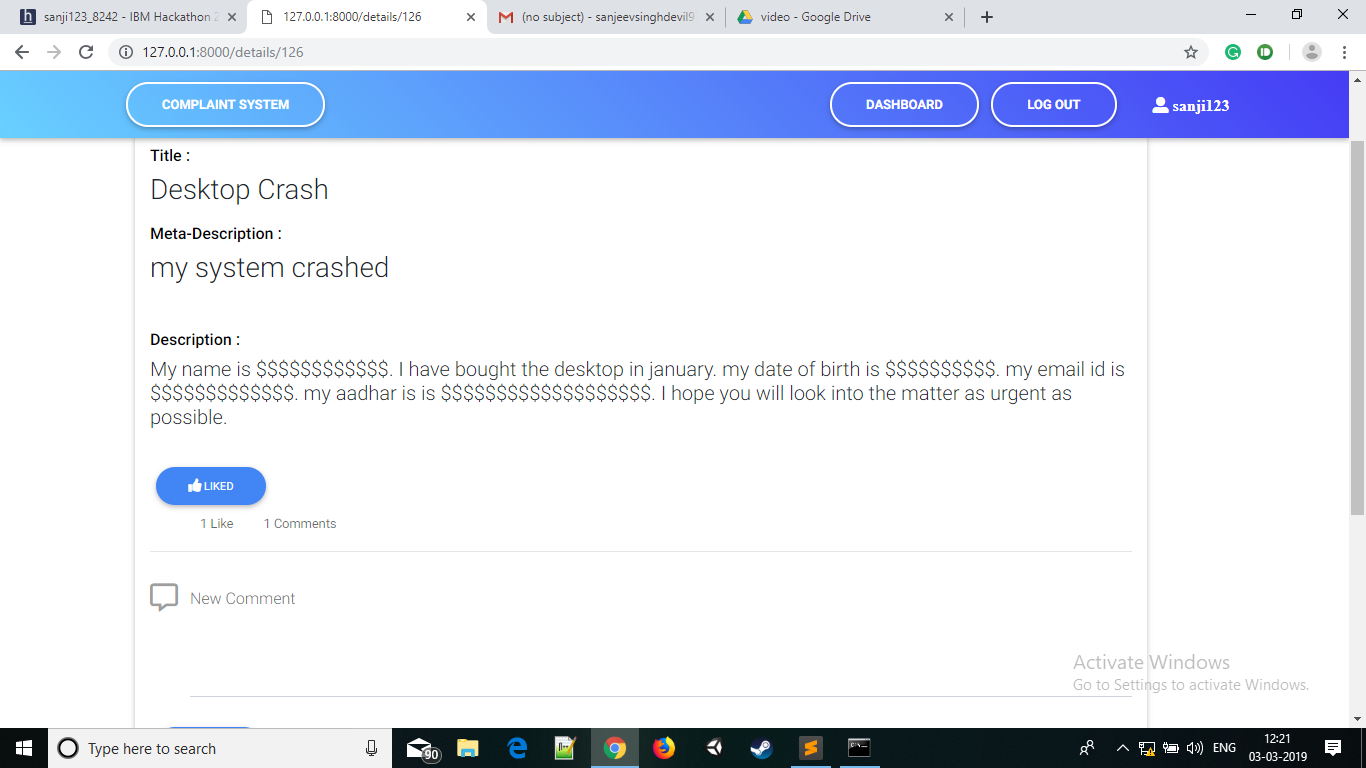 sanji123_8242 - IBM Hackathon 2
127.0.0.1:8000/details/126
(no subject) - sanjeevsinghdevil9
video - Google Drive
127.0.0.1:8000/details/126
COMPLAINT SYSTEM
DASHBOARD
LOG OUT
sanji123
Title :
Desktop Crash
Meta-Description :
my system crashed
Description :
My name is $$$$$$$$$$$$. I have bought the desktop in january. my date of birth is $$$$$$$$$$. my email id is
$$$$$$$$$$$$$. my aadhar is is $$$$$$$$$$$$$$$$$$$. I hope you will look into the matter as urgent as
possible.
LIKED
1 Like 1 Comments
New Comment
Activate Windows
Go to Settings to activate Windows.
Type here to search
90
ENG
12:21
03-03-2019